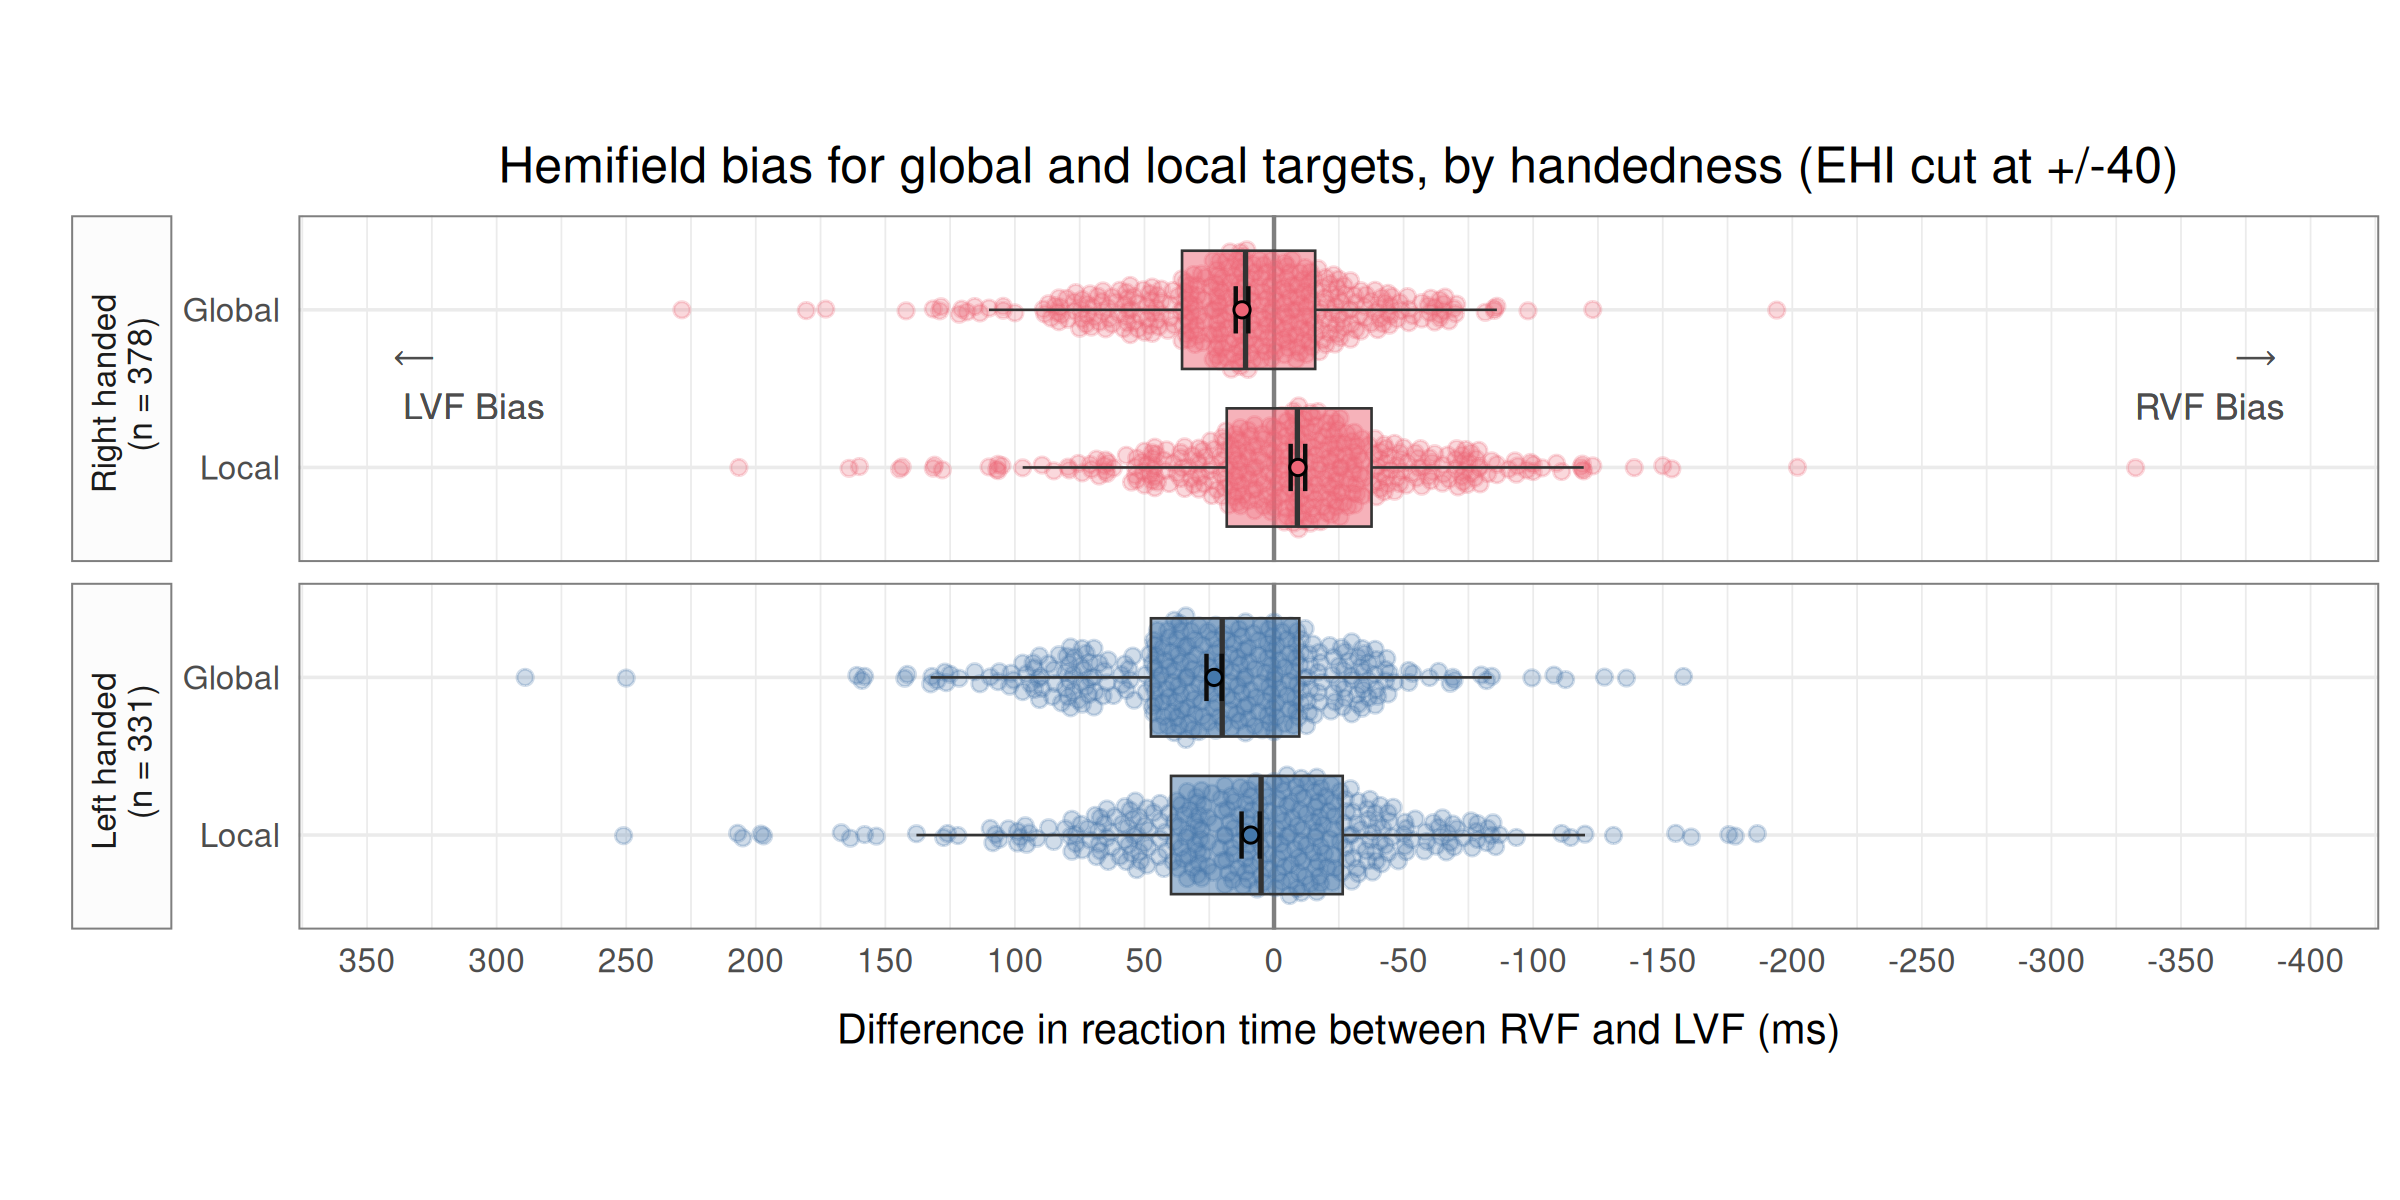 Hemifield bias for global and local targets, by handedness (EHI cut at +/-40)
Right handed
(n = 378)
Global
Local
← →
LVF Bias RVF Bias
Left handed
(n = 331)
Global
Local
350 300 250 200 150 100 50 0 -50 -100 -150 -200 -250 -300 -350 -400
Difference in reaction time between RVF and LVF (ms)